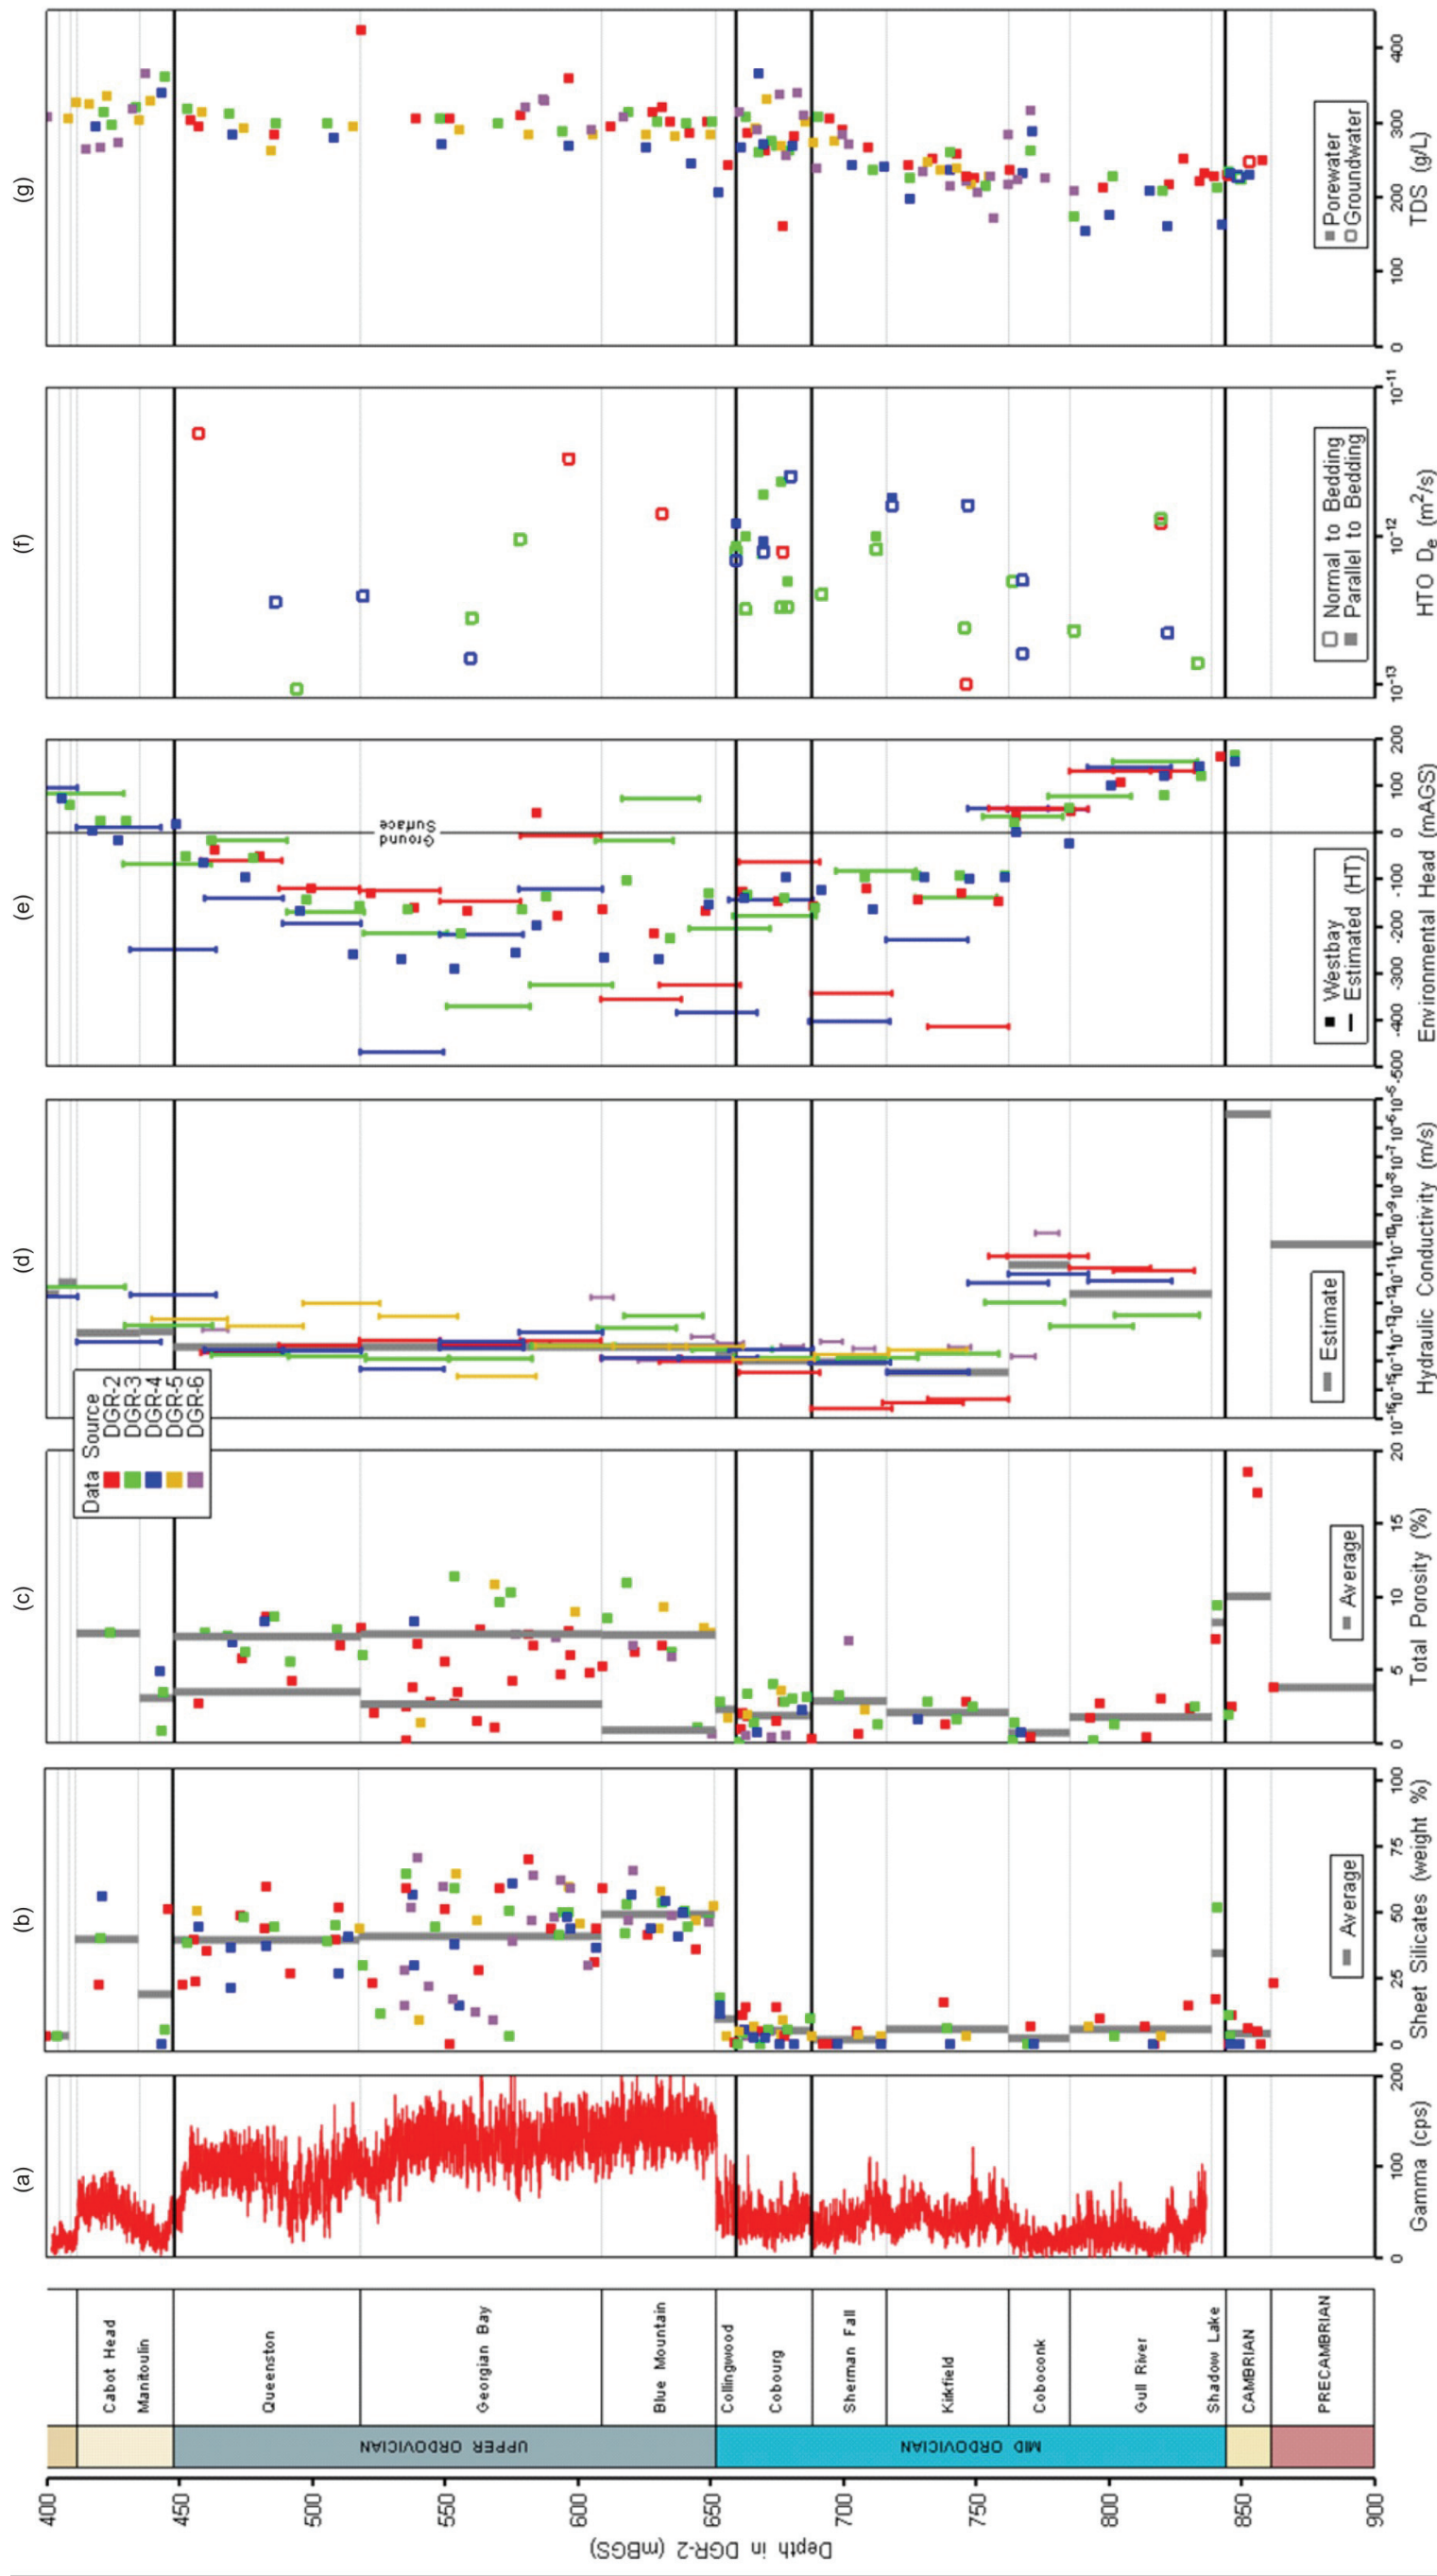 (a)
(b)
(c)
(d)
(e)
(f)
(g)
Depth in DGR-2 (mBGS)
400
450
500
550
600
650
700
750
800
850
900
UPPER ORDOVICIAN
MID ORDOVICIAN
Cabot Head
Manitoulin
Queenston
Georgian Bay
Blue Mountain
Collingwood
Cobourg
Sherman Fall
Kirkfield
Coboconk
Gull River
Shadow Lake
CAMBRIAN
PRECAMBRIAN
0
100
200
Gamma (cps)
Average
0
25
50
75
100
Sheet Silicates (weight %)
Data Source
DGR-2
DGR-3
DGR-4
DGR-5
DGR-6
Average
0
5
10
15
20
Total Porosity (%)
Estimate
10-16
10-15
10-14
10-13
10-12
10-11
10-10
10-9
10-8
10-7
10-6
10-5
Hydraulic Conductivity (m/s)
Ground
Surface
Westbay
Estimated (HT)
-500
-400
-300
-200
-100
0
100
200
Environmental Head (mAGS)
Normal to Bedding
Parallel to Bedding
10-13
10-12
10-11
HTO De (m2/s)
Porewater
Groundwater
0
100
200
300
400
TDS (g/L)